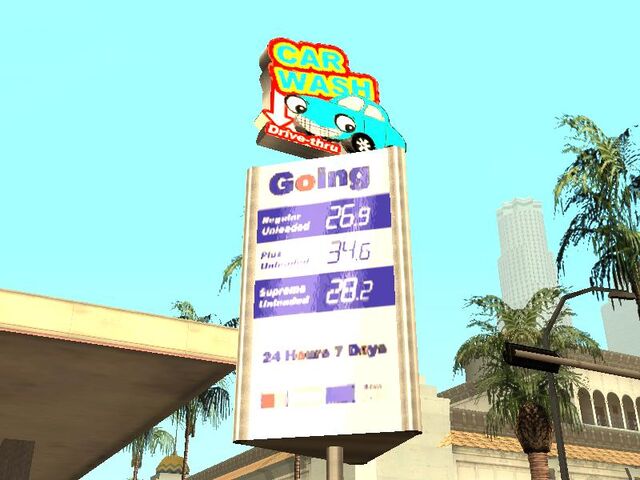 CAR
WASH
Drive-thru
Going
Regular
Unleaded
26.9
Plus
Unleaded
34.6
Supreme
Unleaded
28.2
24 Hours 7 Days